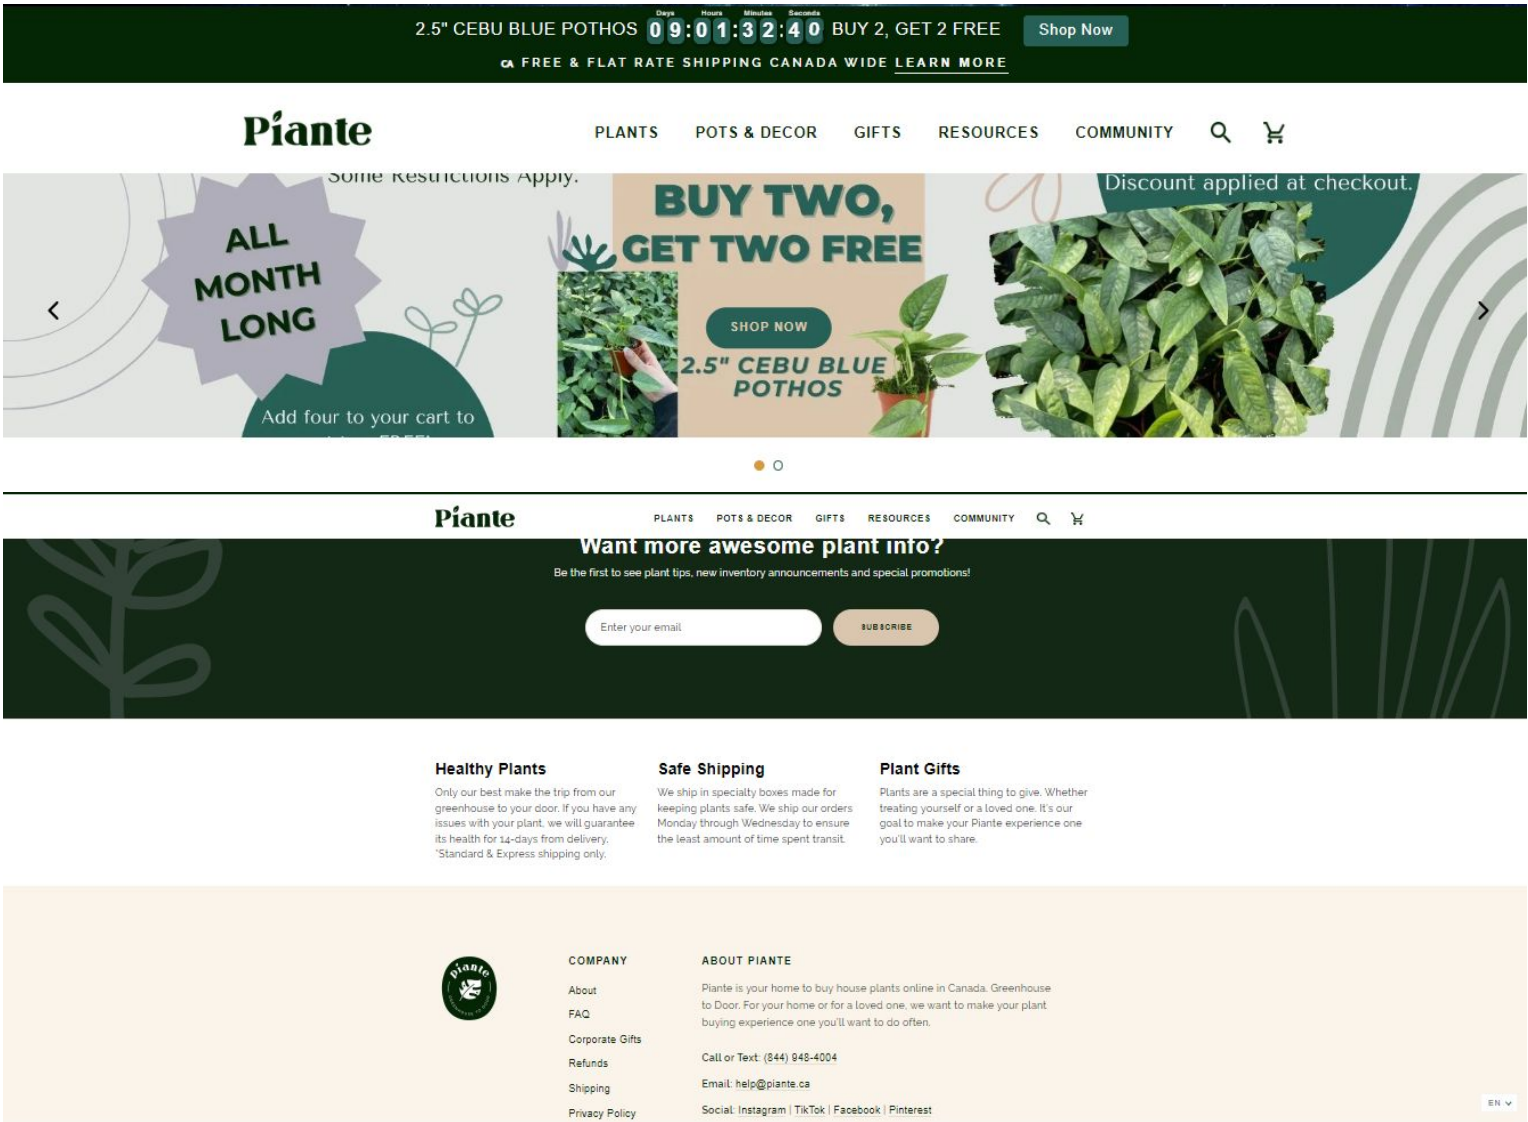 Days Hours Minutes Seconds
2.5" CEBU BLUE POTHOS 09:01:32:40 BUY 2, GET 2 FREE Shop Now
CA FREE & FLAT RATE SHIPPING CANADA WIDE LEARN MORE
Piante PLANTS POTS & DECOR GIFTS RESOURCES COMMUNITY
Some Restrictions Apply.
ALL
MONTH
LONG
Add four to your cart to
BUY TWO,
GET TWO FREE
SHOP NOW
2.5" CEBU BLUE
POTHOS
Discount applied at checkout.
Piante PLANTS POTS & DECOR GIFTS RESOURCES COMMUNITY
Want more awesome plant info?
Be the first to see plant tips, new inventory announcements and special promotions!
Enter your email SUBSCRIBE
Healthy Plants
Only our best make the trip from our
greenhouse to your door. If you have any
issues with your plant, we will guarantee
its health for 14-days from delivery.
*Standard & Express shipping only.
Safe Shipping
We ship in specialty boxes made for
keeping plants safe. We ship our orders
Monday through Wednesday to ensure
the least amount of time spent transit.
Plant Gifts
Plants are a special thing to give. Whether
treating yourself or a loved one. It's our
goal to make your Piante experience one
you'll want to share.
piante
COMPANY
About
FAQ
Corporate Gifts
Refunds
Shipping
Privacy Policy
ABOUT PIANTE
Piante is your home to buy house plants online in Canada. Greenhouse
to Door. For your home or for a loved one, we want to make your plant
buying experience one you'll want to do often.
Call or Text: (844) 948-4004
Email: help@piante.ca
Social: Instagram | TikTok | Facebook | Pinterest
EN